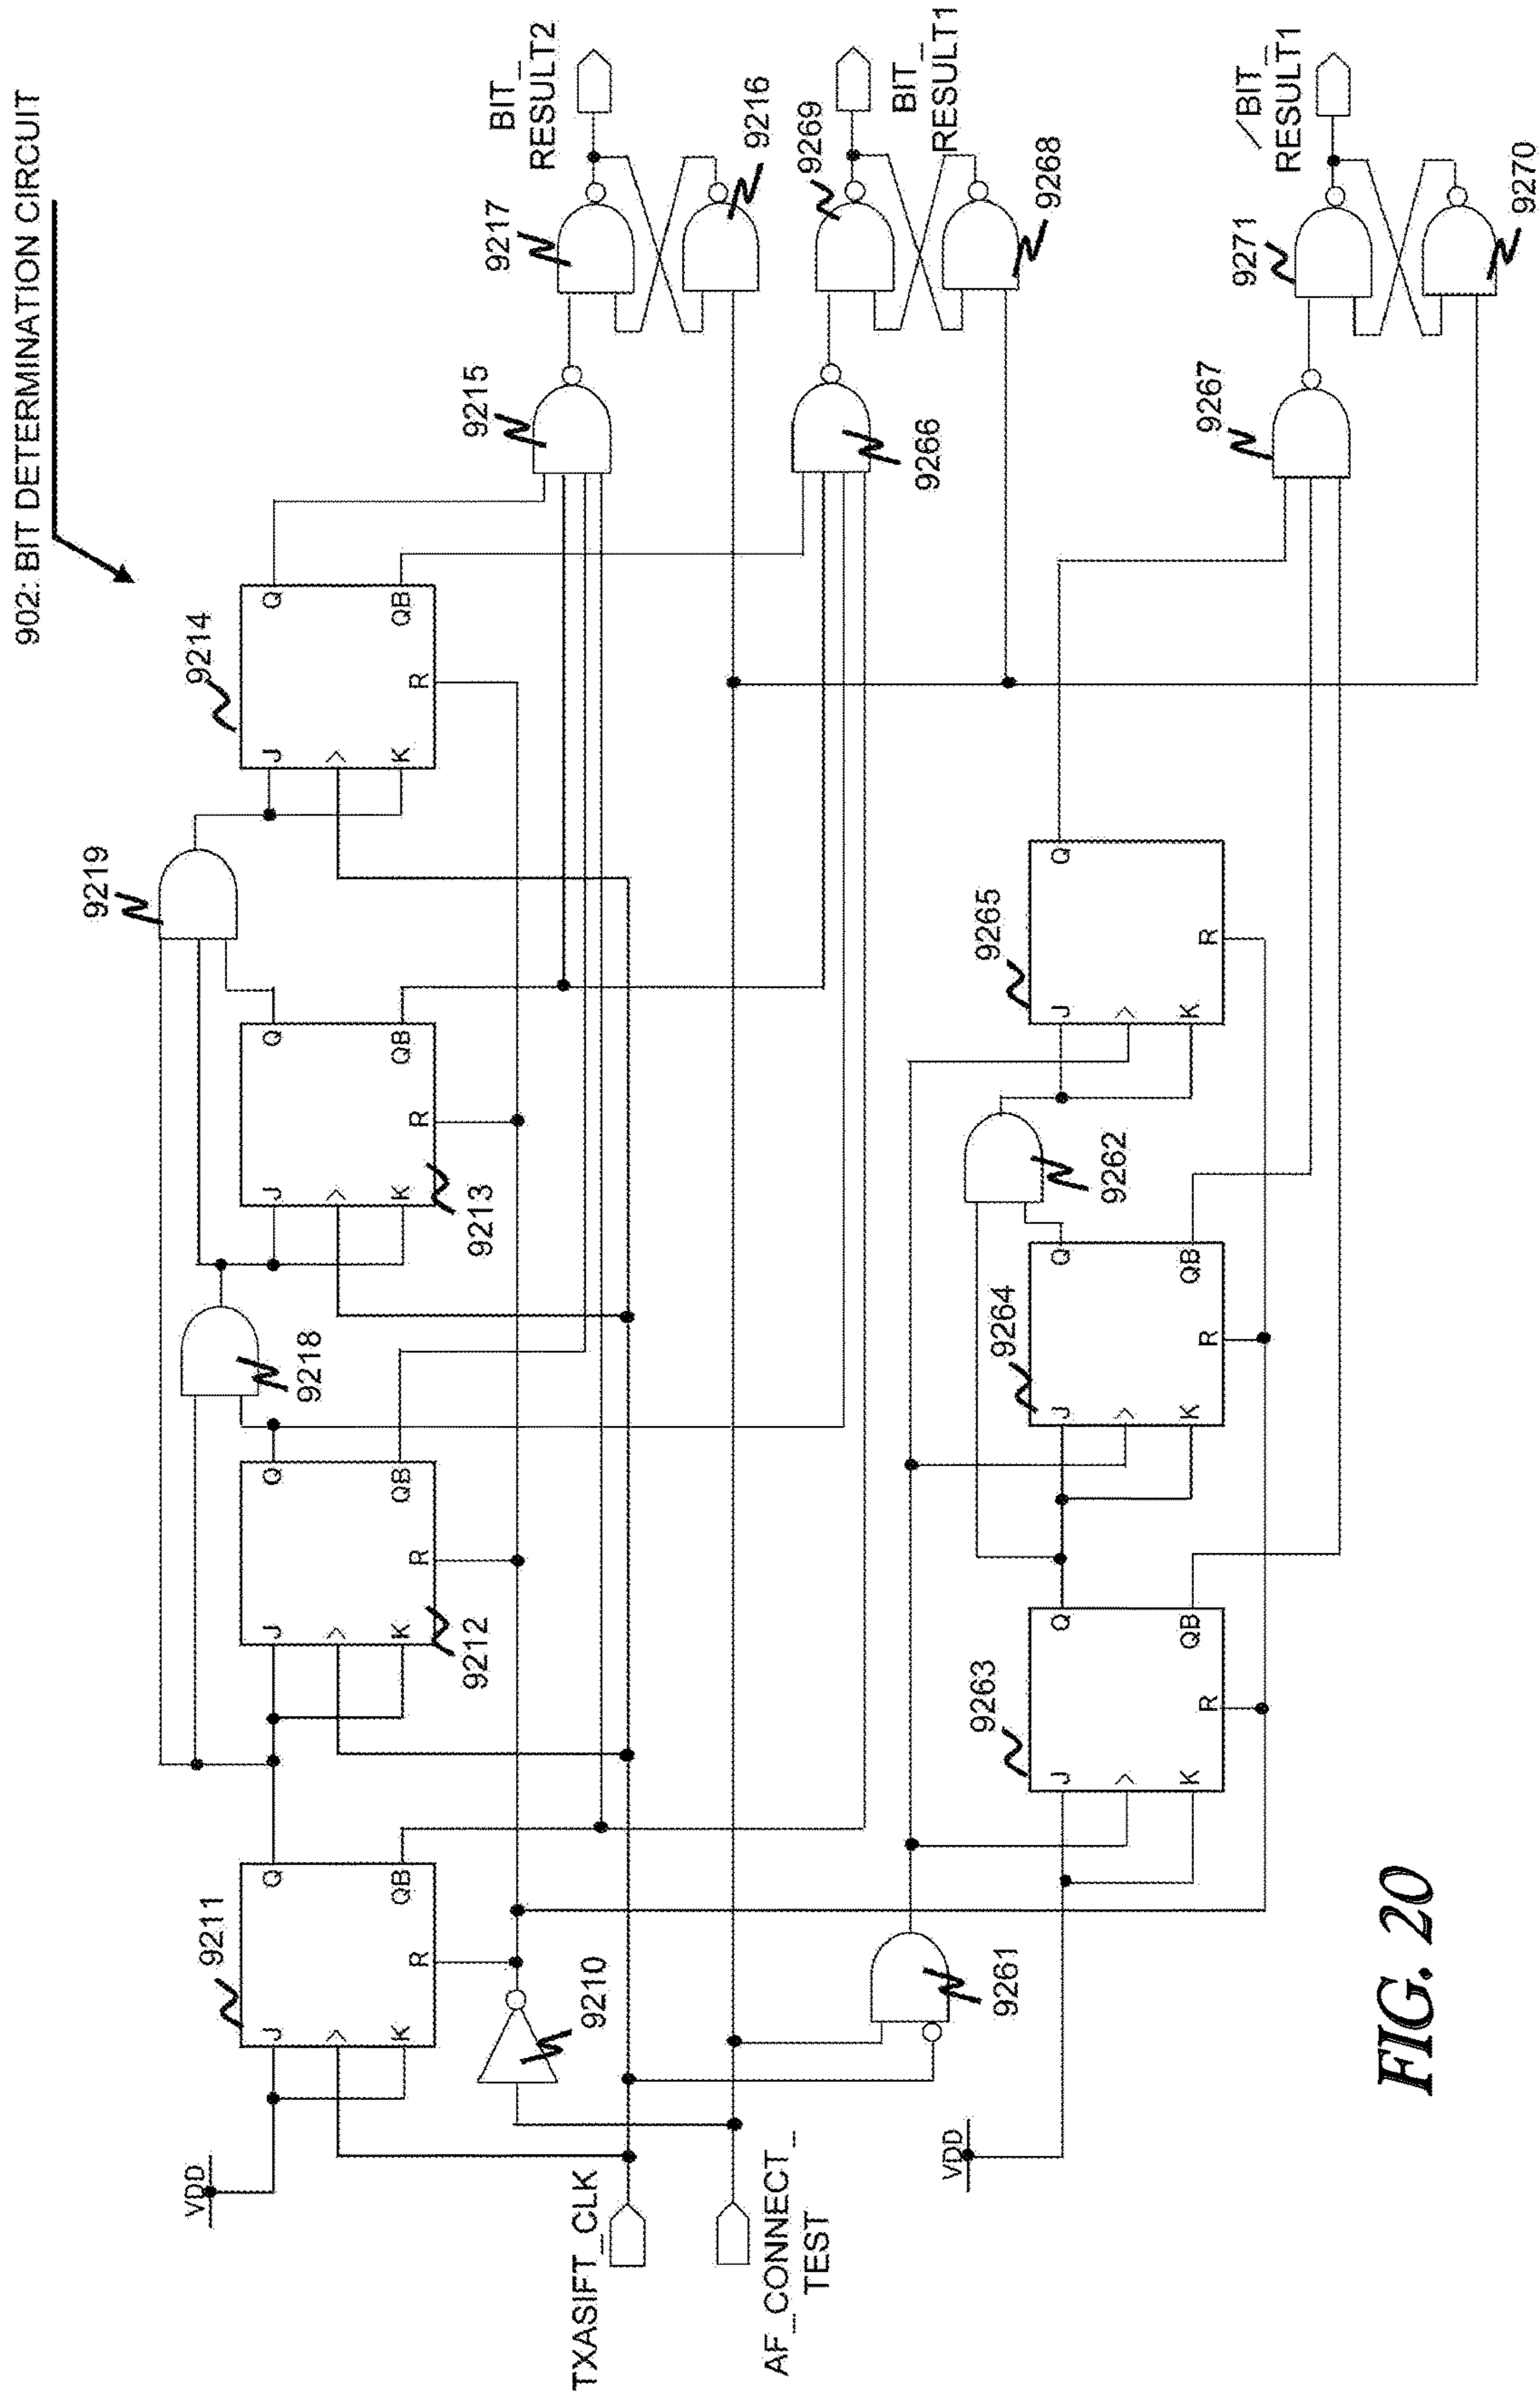 902: BIT DETERMINATION CIRCUIT
9211
J
K
Q
QB
R
9212
J
K
Q
QB
R
9213
J
K
Q
QB
R
9214
J
K
Q
QB
R
9218
9219
VDD
9210
TXASIFT_CLK
AF_CONNECT_
TEST
9215
9217
9216
BIT_
RESULT2
9266
9269
9268
BIT_
RESULT1
9261
VDD
9263
J
K
Q
QB
R
9264
J
K
Q
QB
R
9262
9265
J
K
Q
R
9267
9271
9270
/BIT_
RESULT1
FIG. 20